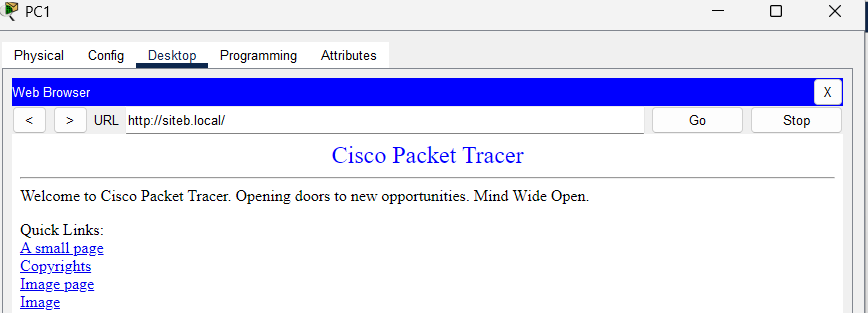 PC1
Physical Config Desktop Programming Attributes
Web Browser X
< > URL http://siteb.local/ Go Stop
Cisco Packet Tracer
Welcome to Cisco Packet Tracer. Opening doors to new opportunities. Mind Wide Open.
Quick Links:
A small page
Copyrights
Image page
Image